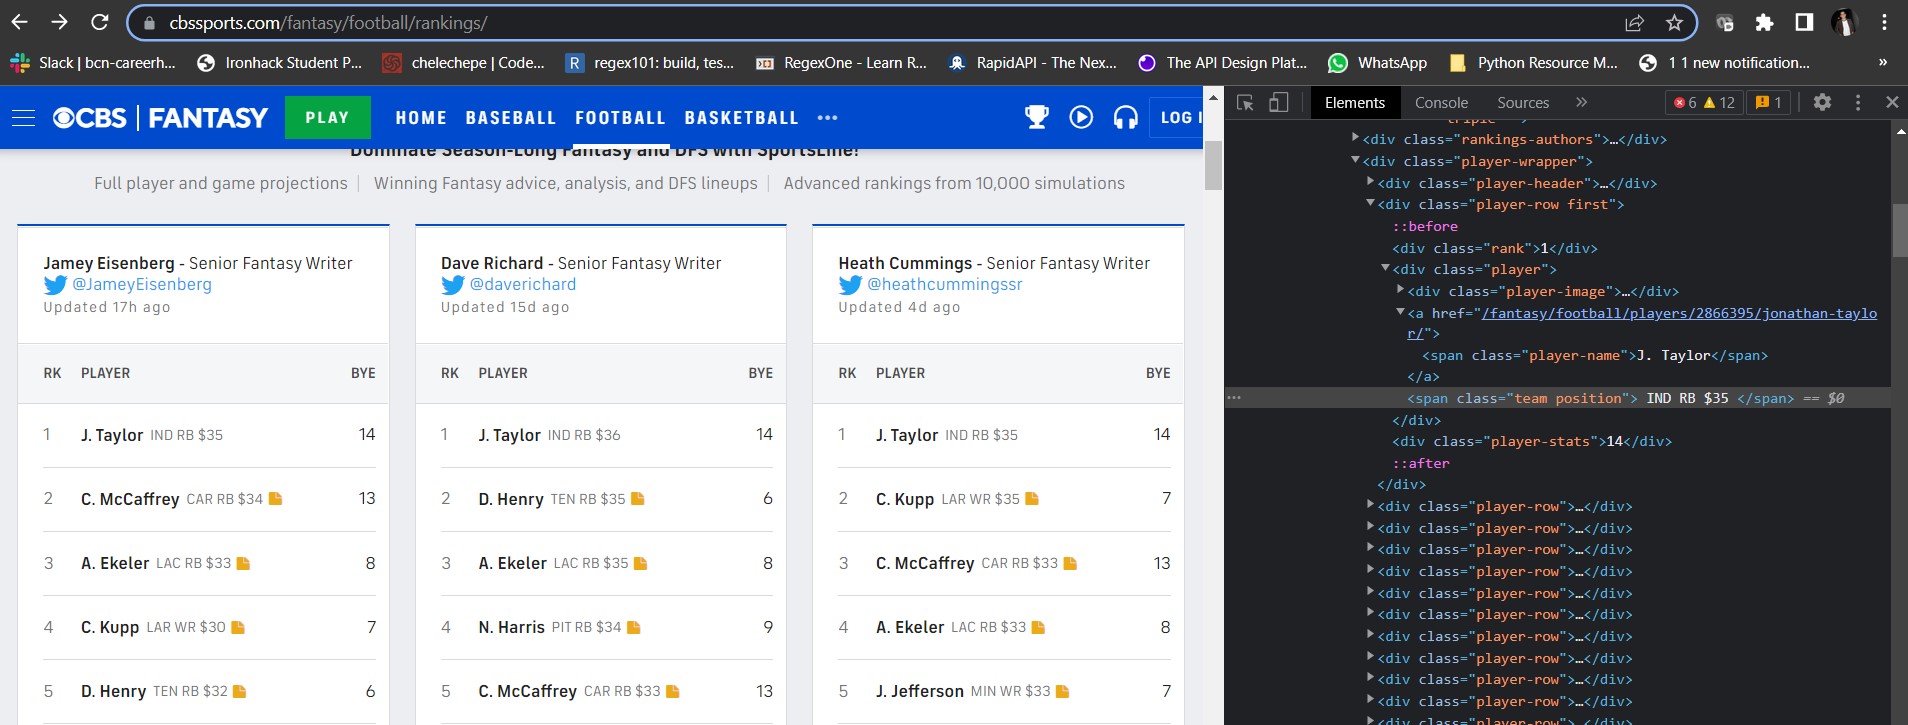 cbssports.com/fantasy/football/rankings/
Slack | bcn-careerh...
Ironhack Student P...
chelechepe | Code...
regex101: build, tes...
RegexOne - Learn R...
RapidAPI - The Nex...
The API Design Plat...
WhatsApp
Python Resource M...
1 1 new notification...
»
CBS | FANTASY
PLAY
HOME
BASEBALL
FOOTBALL
BASKETBALL
•••
LOG I
Dominate Season-Long Fantasy and DFS with SportsLine!
Full player and game projections | Winning Fantasy advice, analysis, and DFS lineups | Advanced rankings from 10,000 simulations
Jamey Eisenberg - Senior Fantasy Writer
@JameyEisenberg
Updated 17h ago
RK PLAYER BYE
1 J. Taylor IND RB $35 14
2 C. McCaffrey CAR RB $34 13
3 A. Ekeler LAC RB $33 8
4 C. Kupp LAR WR $30 7
5 D. Henry TEN RB $32 6
Dave Richard - Senior Fantasy Writer
@daverichard
Updated 15d ago
RK PLAYER BYE
1 J. Taylor IND RB $36 14
2 D. Henry TEN RB $35 6
3 A. Ekeler LAC RB $35 8
4 N. Harris PIT RB $34 9
5 C. McCaffrey CAR RB $33 13
Heath Cummings - Senior Fantasy Writer
@heathcummingssr
Updated 4d ago
RK PLAYER BYE
1 J. Taylor IND RB $35 14
2 C. Kupp LAR WR $35 7
3 C. McCaffrey CAR RB $33 13
4 A. Ekeler LAC RB $33 8
5 J. Jefferson MIN WR $33 7
Elements
Console
Sources
»
6 12
1
triple
<div class="rankings-authors">…</div>
<div class="player-wrapper">
<div class="player-header">…</div>
<div class="player-row first">
::before
<div class="rank">1</div>
<div class="player">
<div class="player-image">…</div>
<a href="/fantasy/football/players/2866395/jonathan-taylo
r/">
<span class="player-name">J. Taylor</span>
</a>
<span class="team position"> IND RB $35 </span> == $0
</div>
<div class="player-stats">14</div>
::after
</div>
<div class="player-row">…</div>
<div class="player-row">…</div>
<div class="player-row">…</div>
<div class="player-row">…</div>
<div class="player-row">…</div>
<div class="player-row">…</div>
<div class="player-row">…</div>
<div class="player-row">…</div>
<div class="player-row">…</div>
<div class="player-row">…</div>
<div class="player-row">…</div>